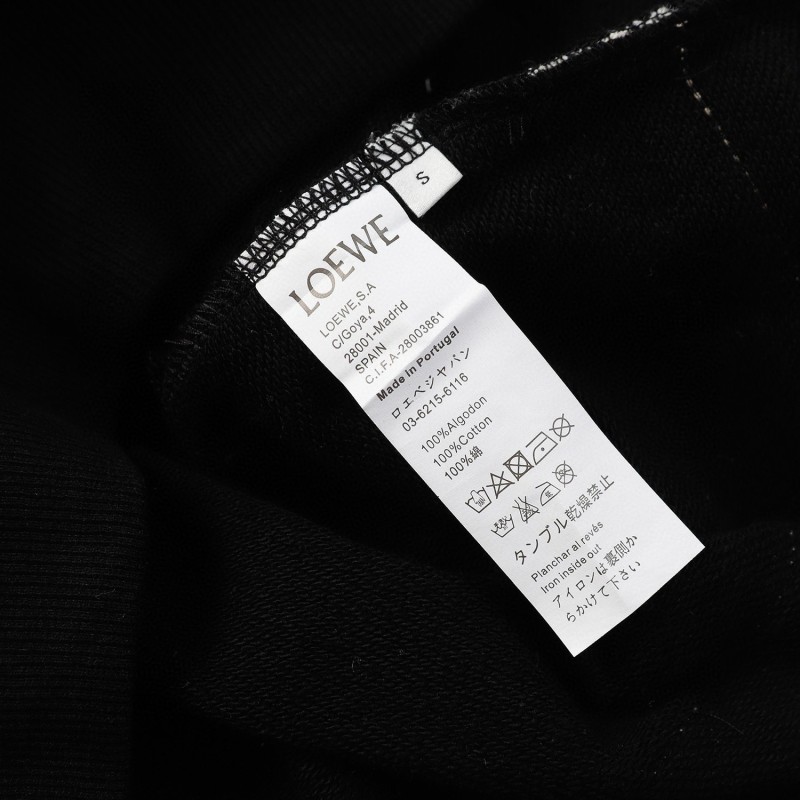 S
LOEWE
LOEWE,S.A
C/Goya,4
28001-Madrid
SPAIN
C.I.F.A-28003861
Made in Portugal
ロエベジャパン
03-6215-6116
100%Algodon
100%Cotton
100%綿
タンブル乾燥禁止
Planchar al revés
Iron inside out
アイロンは裏側か
らかけて下さい